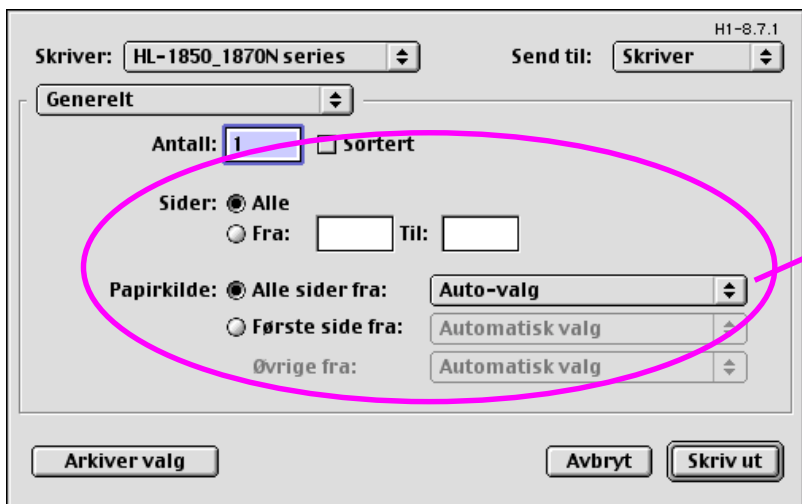 H1-8.7.1
Skriver: HL-1850_1870N series Send til: Skriver
Generelt
Antall: 1 Sortert
Sider: Alle
Fra: Til:
Papirkilde: Alle sider fra: Auto-valg
Første side fra: Automatisk valg
Øvrige fra: Automatisk valg
Arkiver valg Avbryt Skriv ut